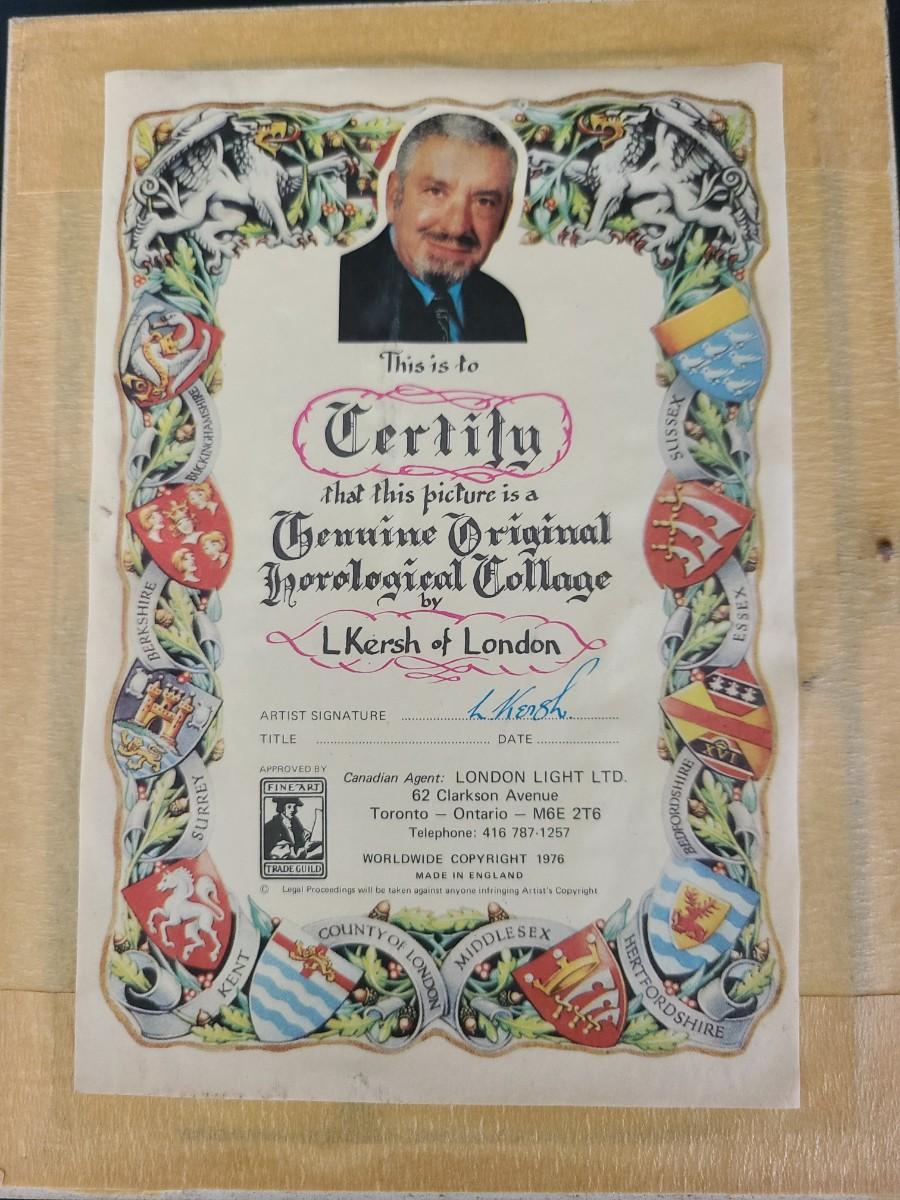 This is to
Certify
that this picture is a
Genuine Original
Horological Collage
by
L Kersh of London
ARTIST SIGNATURE ........ L Kersh.
TITLE ........ DATE ........
APPROVED BY
FINE ART
TRADE GUILD
Canadian Agent: LONDON LIGHT LTD.
62 Clarkson Avenue
Toronto — Ontario — M6E 2T6
Telephone: 416 787-1257
WORLDWIDE COPYRIGHT 1976
MADE IN ENGLAND
© Legal Proceedings will be taken against anyone infringing Artist's Copyright
BUCKINGHAMSHIRE
BERKSHIRE
SURREY
KENT
COUNTY OF LONDON
MIDDLESEX
HERTFORDSHIRE
BEDFORDSHIRE
XVI
ESSEX
SUSSEX